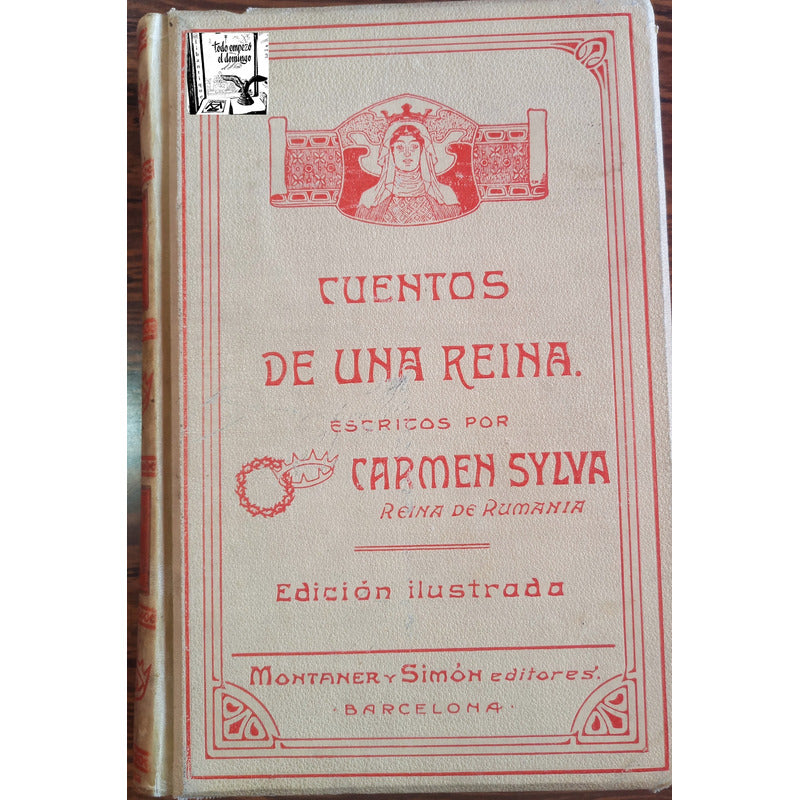 todo empezó
el domingo
CUENTOS
DE UNA REINA.
ESCRITOS POR
CARMEN SYLVA
REINA DE RUMANIA
Edición ilustrada
MONTANER Y SIMÓN editores.
· BARCELONA ·